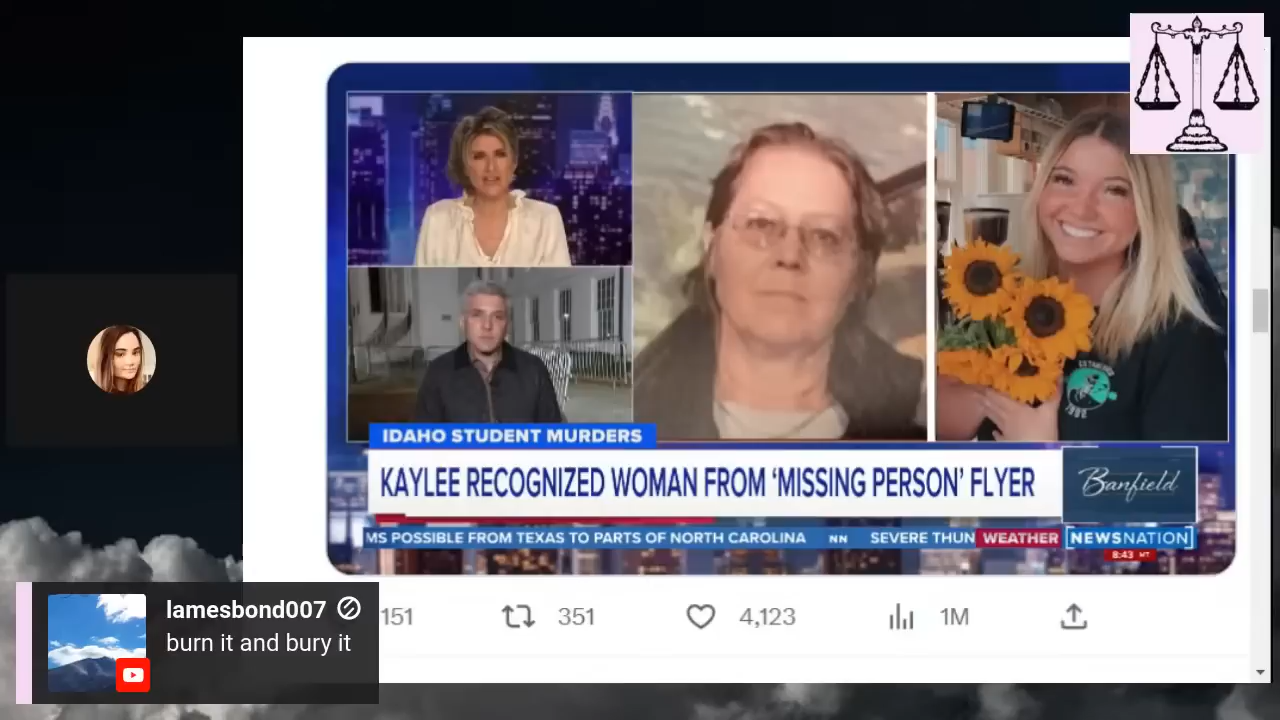 IDAHO STUDENT MURDERS
KAYLEE RECOGNIZED WOMAN FROM ‘MISSING PERSON’ FLYER
Banfield
MS POSSIBLE FROM TEXAS TO PARTS OF NORTH CAROLINA NN SEVERE THUN WEATHER NEWSNATION
8:43 MT
151 351 4,123 1M
lamesbond007
burn it and bury it